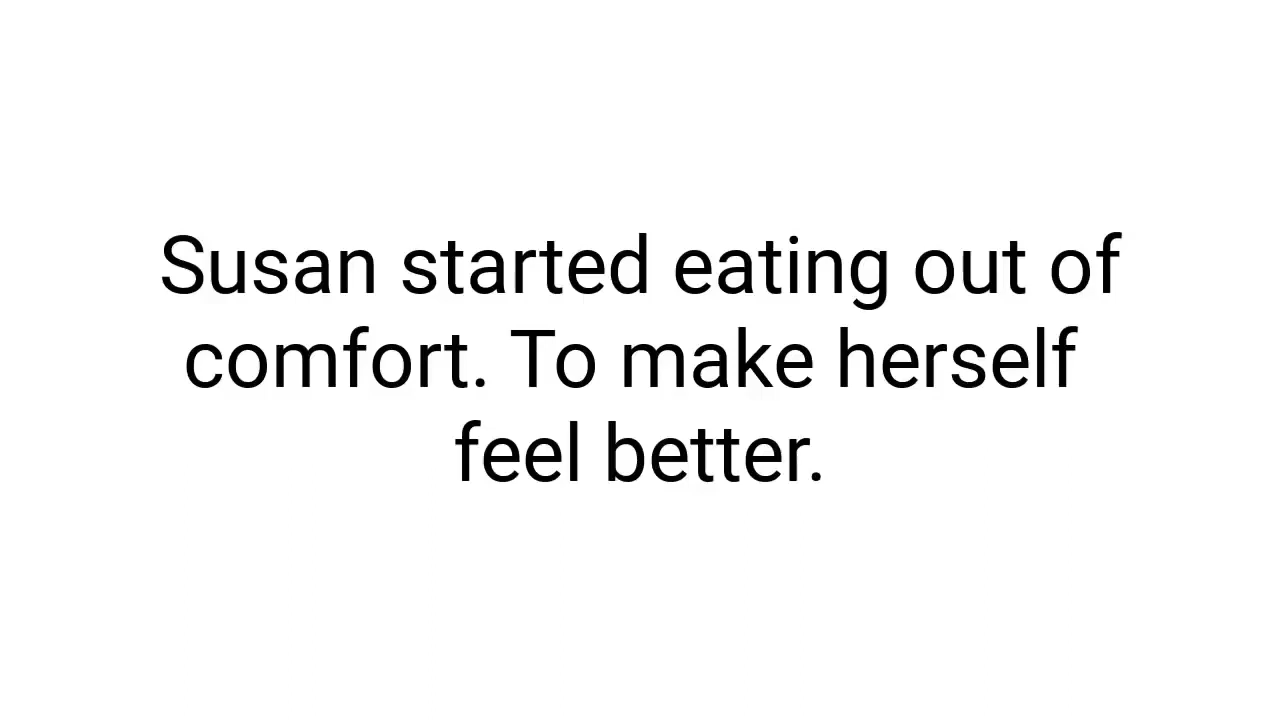 Susan started eating out of
comfort. To make herself
feel better.